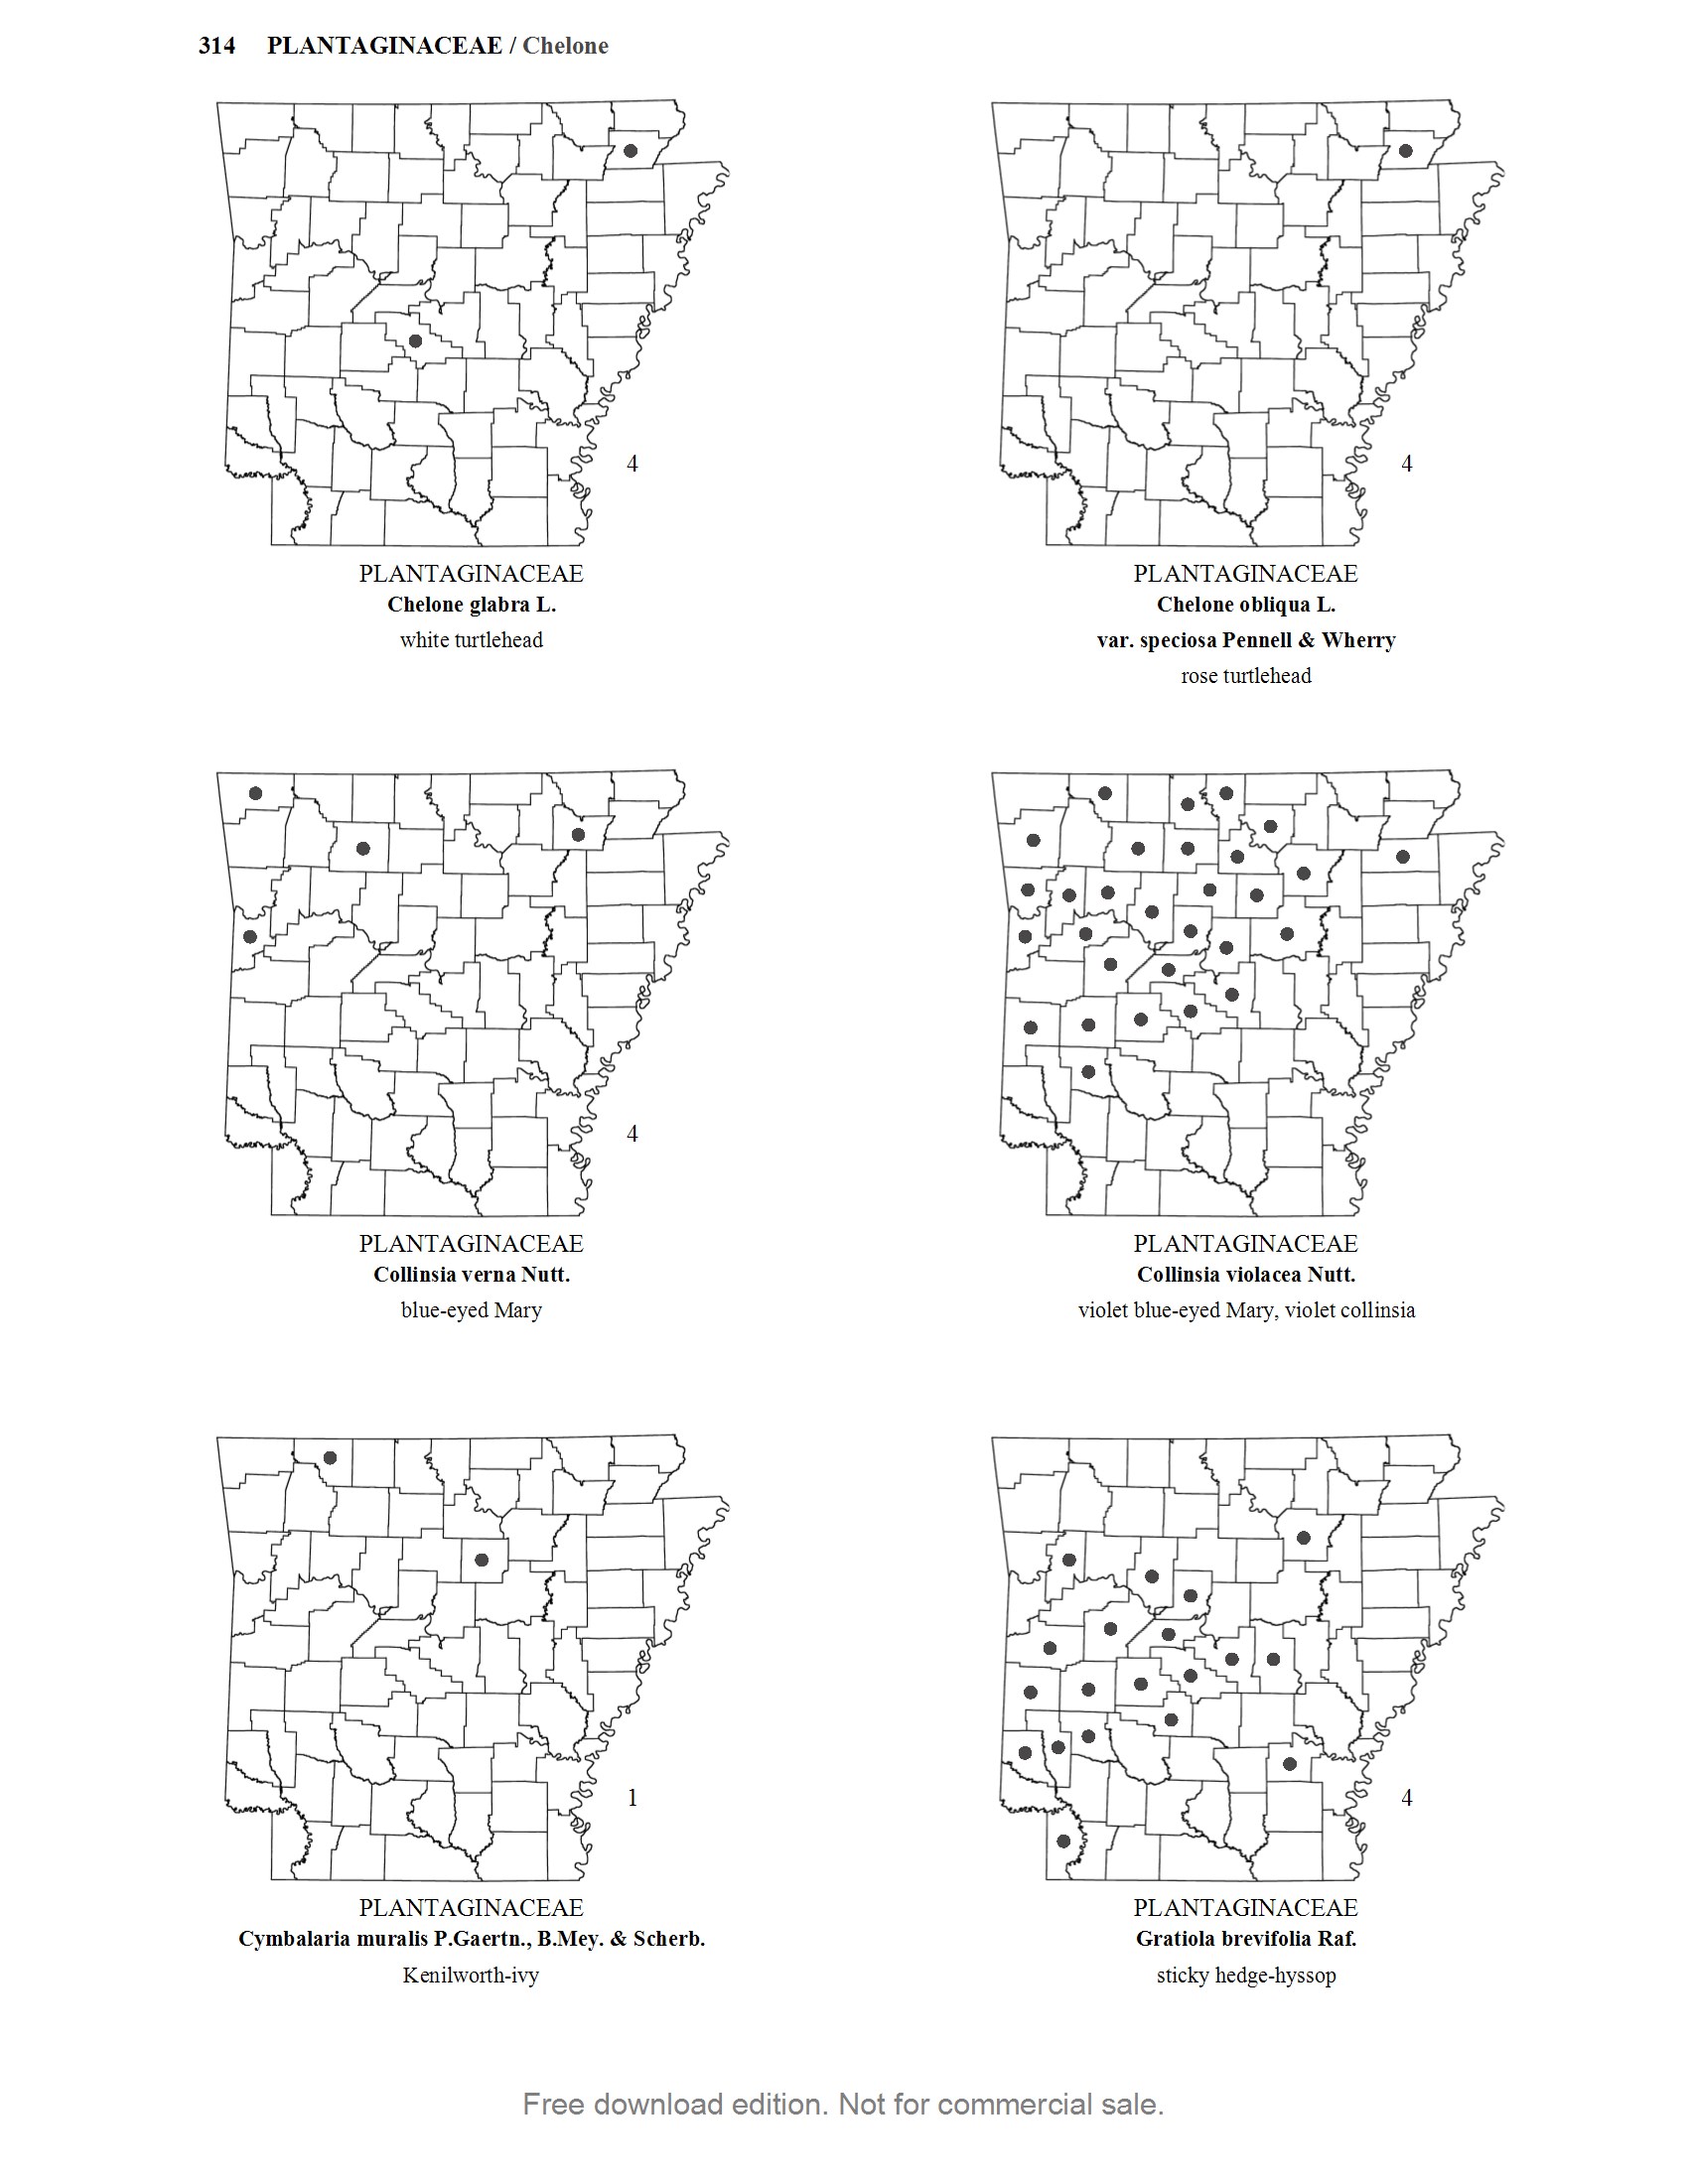 314 PLANTAGINACEAE / Chelone
4
PLANTAGINACEAE
Chelone glabra L.
white turtlehead
4
PLANTAGINACEAE
Chelone obliqua L.
var. speciosa Pennell & Wherry
rose turtlehead
4
PLANTAGINACEAE
Collinsia verna Nutt.
blue-eyed Mary
PLANTAGINACEAE
Collinsia violacea Nutt.
violet blue-eyed Mary, violet collinsia
1
PLANTAGINACEAE
Cymbalaria muralis P.Gaertn., B.Mey. & Scherb.
Kenilworth-ivy
4
PLANTAGINACEAE
Gratiola brevifolia Raf.
sticky hedge-hyssop
Free download edition. Not for commercial sale.